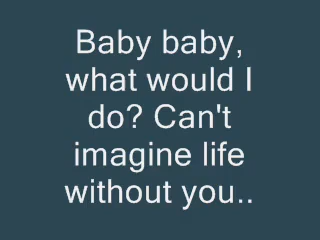 Baby baby,
what would I
do? Can't
imagine life
without you..